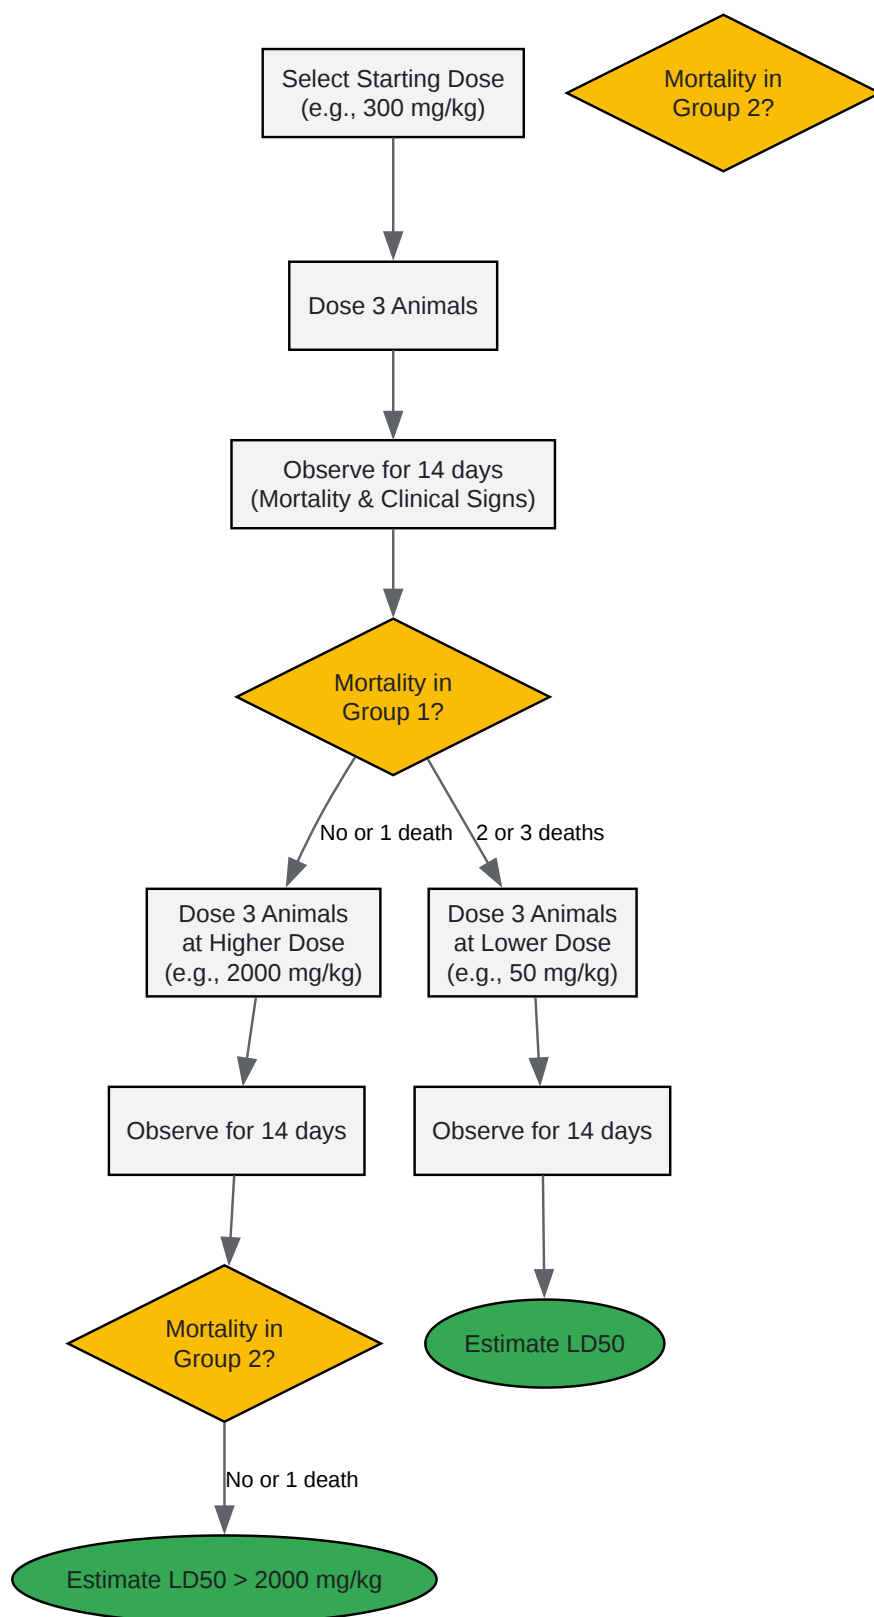 Select Starting Dose
(e.g., 300 mg/kg)
Mortality in
Group 2?
Dose 3 Animals
Observe for 14 days
(Mortality & Clinical Signs)
Mortality in
Group 1?
No or 1 death
2 or 3 deaths
Dose 3 Animals
at Higher Dose
(e.g., 2000 mg/kg)
Dose 3 Animals
at Lower Dose
(e.g., 50 mg/kg)
Observe for 14 days
Observe for 14 days
Mortality in
Group 2?
Estimate LD50
No or 1 death
Estimate LD50 > 2000 mg/kg